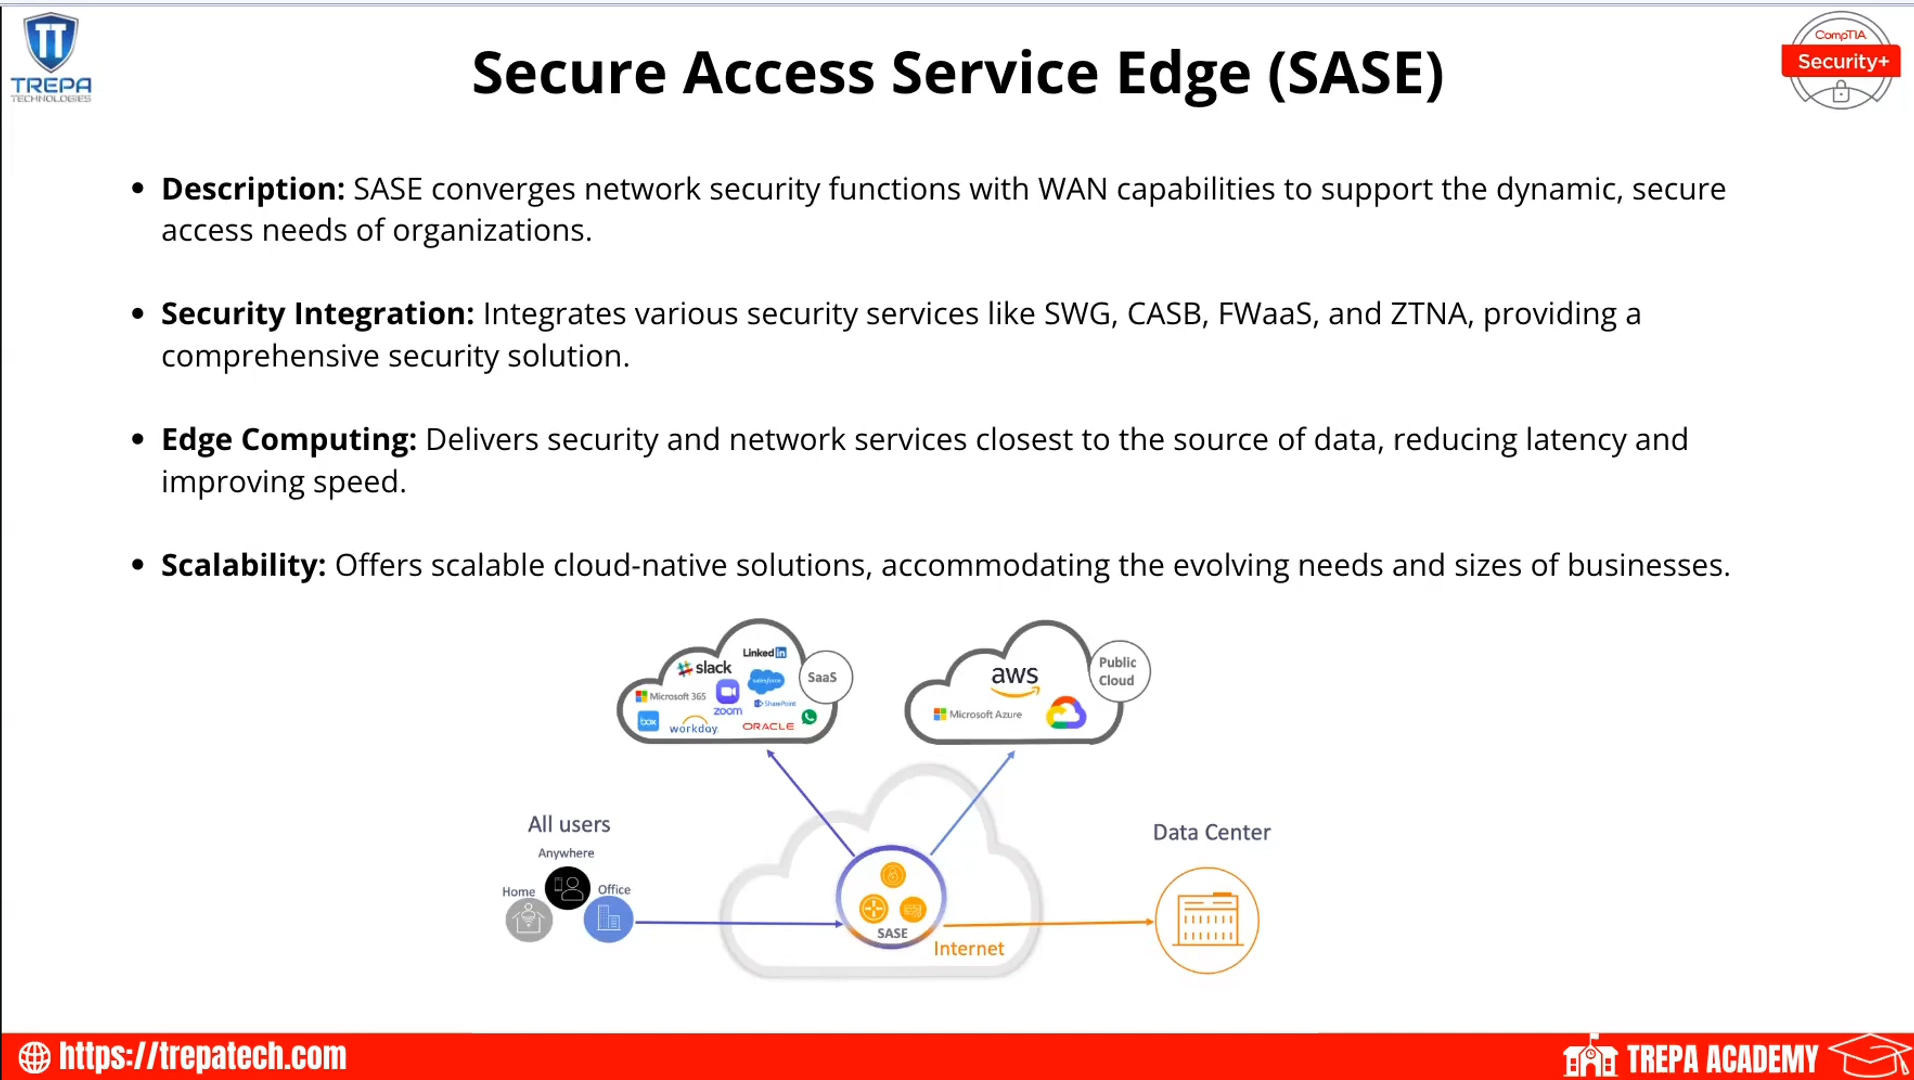 TREPA
TECHNOLOGIES
Secure Access Service Edge (SASE)
CompTIA
Security+
• Description: SASE converges network security functions with WAN capabilities to support the dynamic, secure
access needs of organizations.
• Security Integration: Integrates various security services like SWG, CASB, FWaaS, and ZTNA, providing a
comprehensive security solution.
• Edge Computing: Delivers security and network services closest to the source of data, reducing latency and
improving speed.
• Scalability: Offers scalable cloud-native solutions, accommodating the evolving needs and sizes of businesses.
LinkedIn
slack
salesforce
Microsoft 365
zoom
SharePoint
box
workday.
ORACLE
SaaS
aws
Microsoft Azure
Public
Cloud
All users
Anywhere
Home
Office
SASE
Internet
Data Center
https://trepatech.com
TREPA ACADEMY